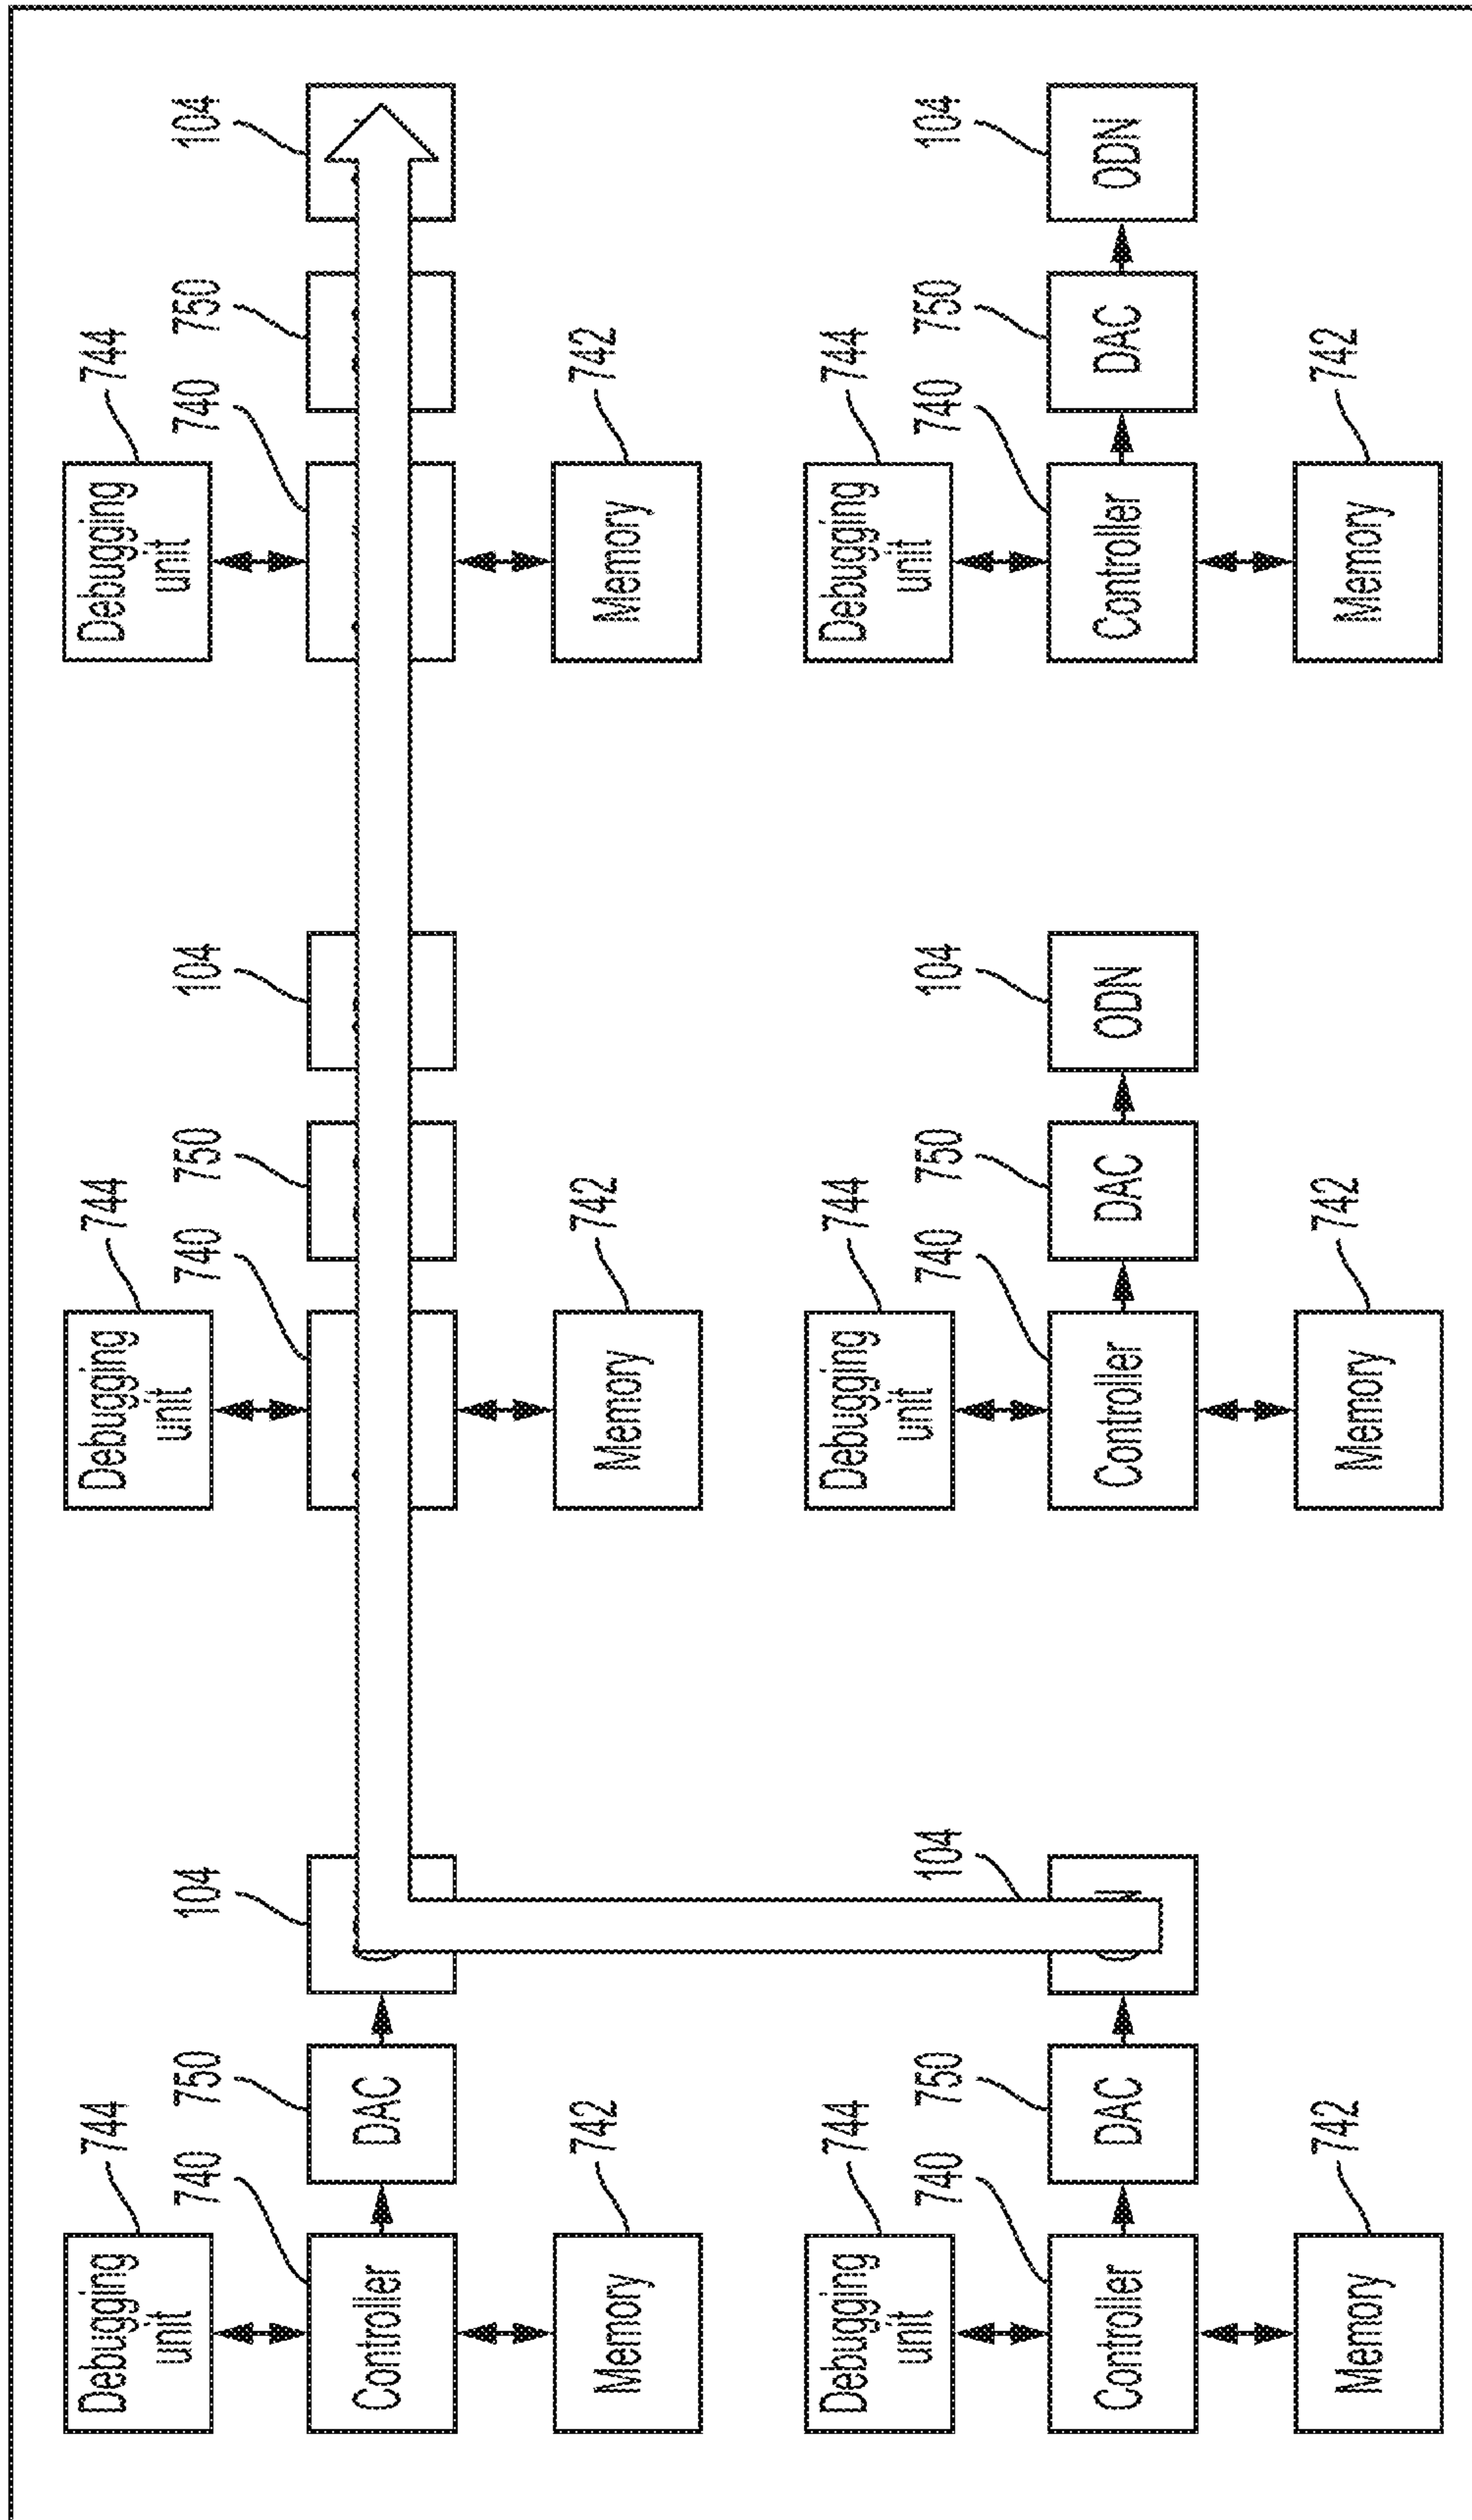 744
Debugging
unit
740
750
104
Controller
DAC
742
Memory
744
Debugging
unit
740
750
104
742
Memory
744
Debugging
unit
740
750
104
742
Memory
744
Debugging
unit
740
750
104
Controller
DAC
742
Memory
744
Debugging
unit
740
750
104
Controller
DAC
ODN
742
Memory
744
Debugging
unit
740
750
104
Controller
DAC
ODN
742
Memory